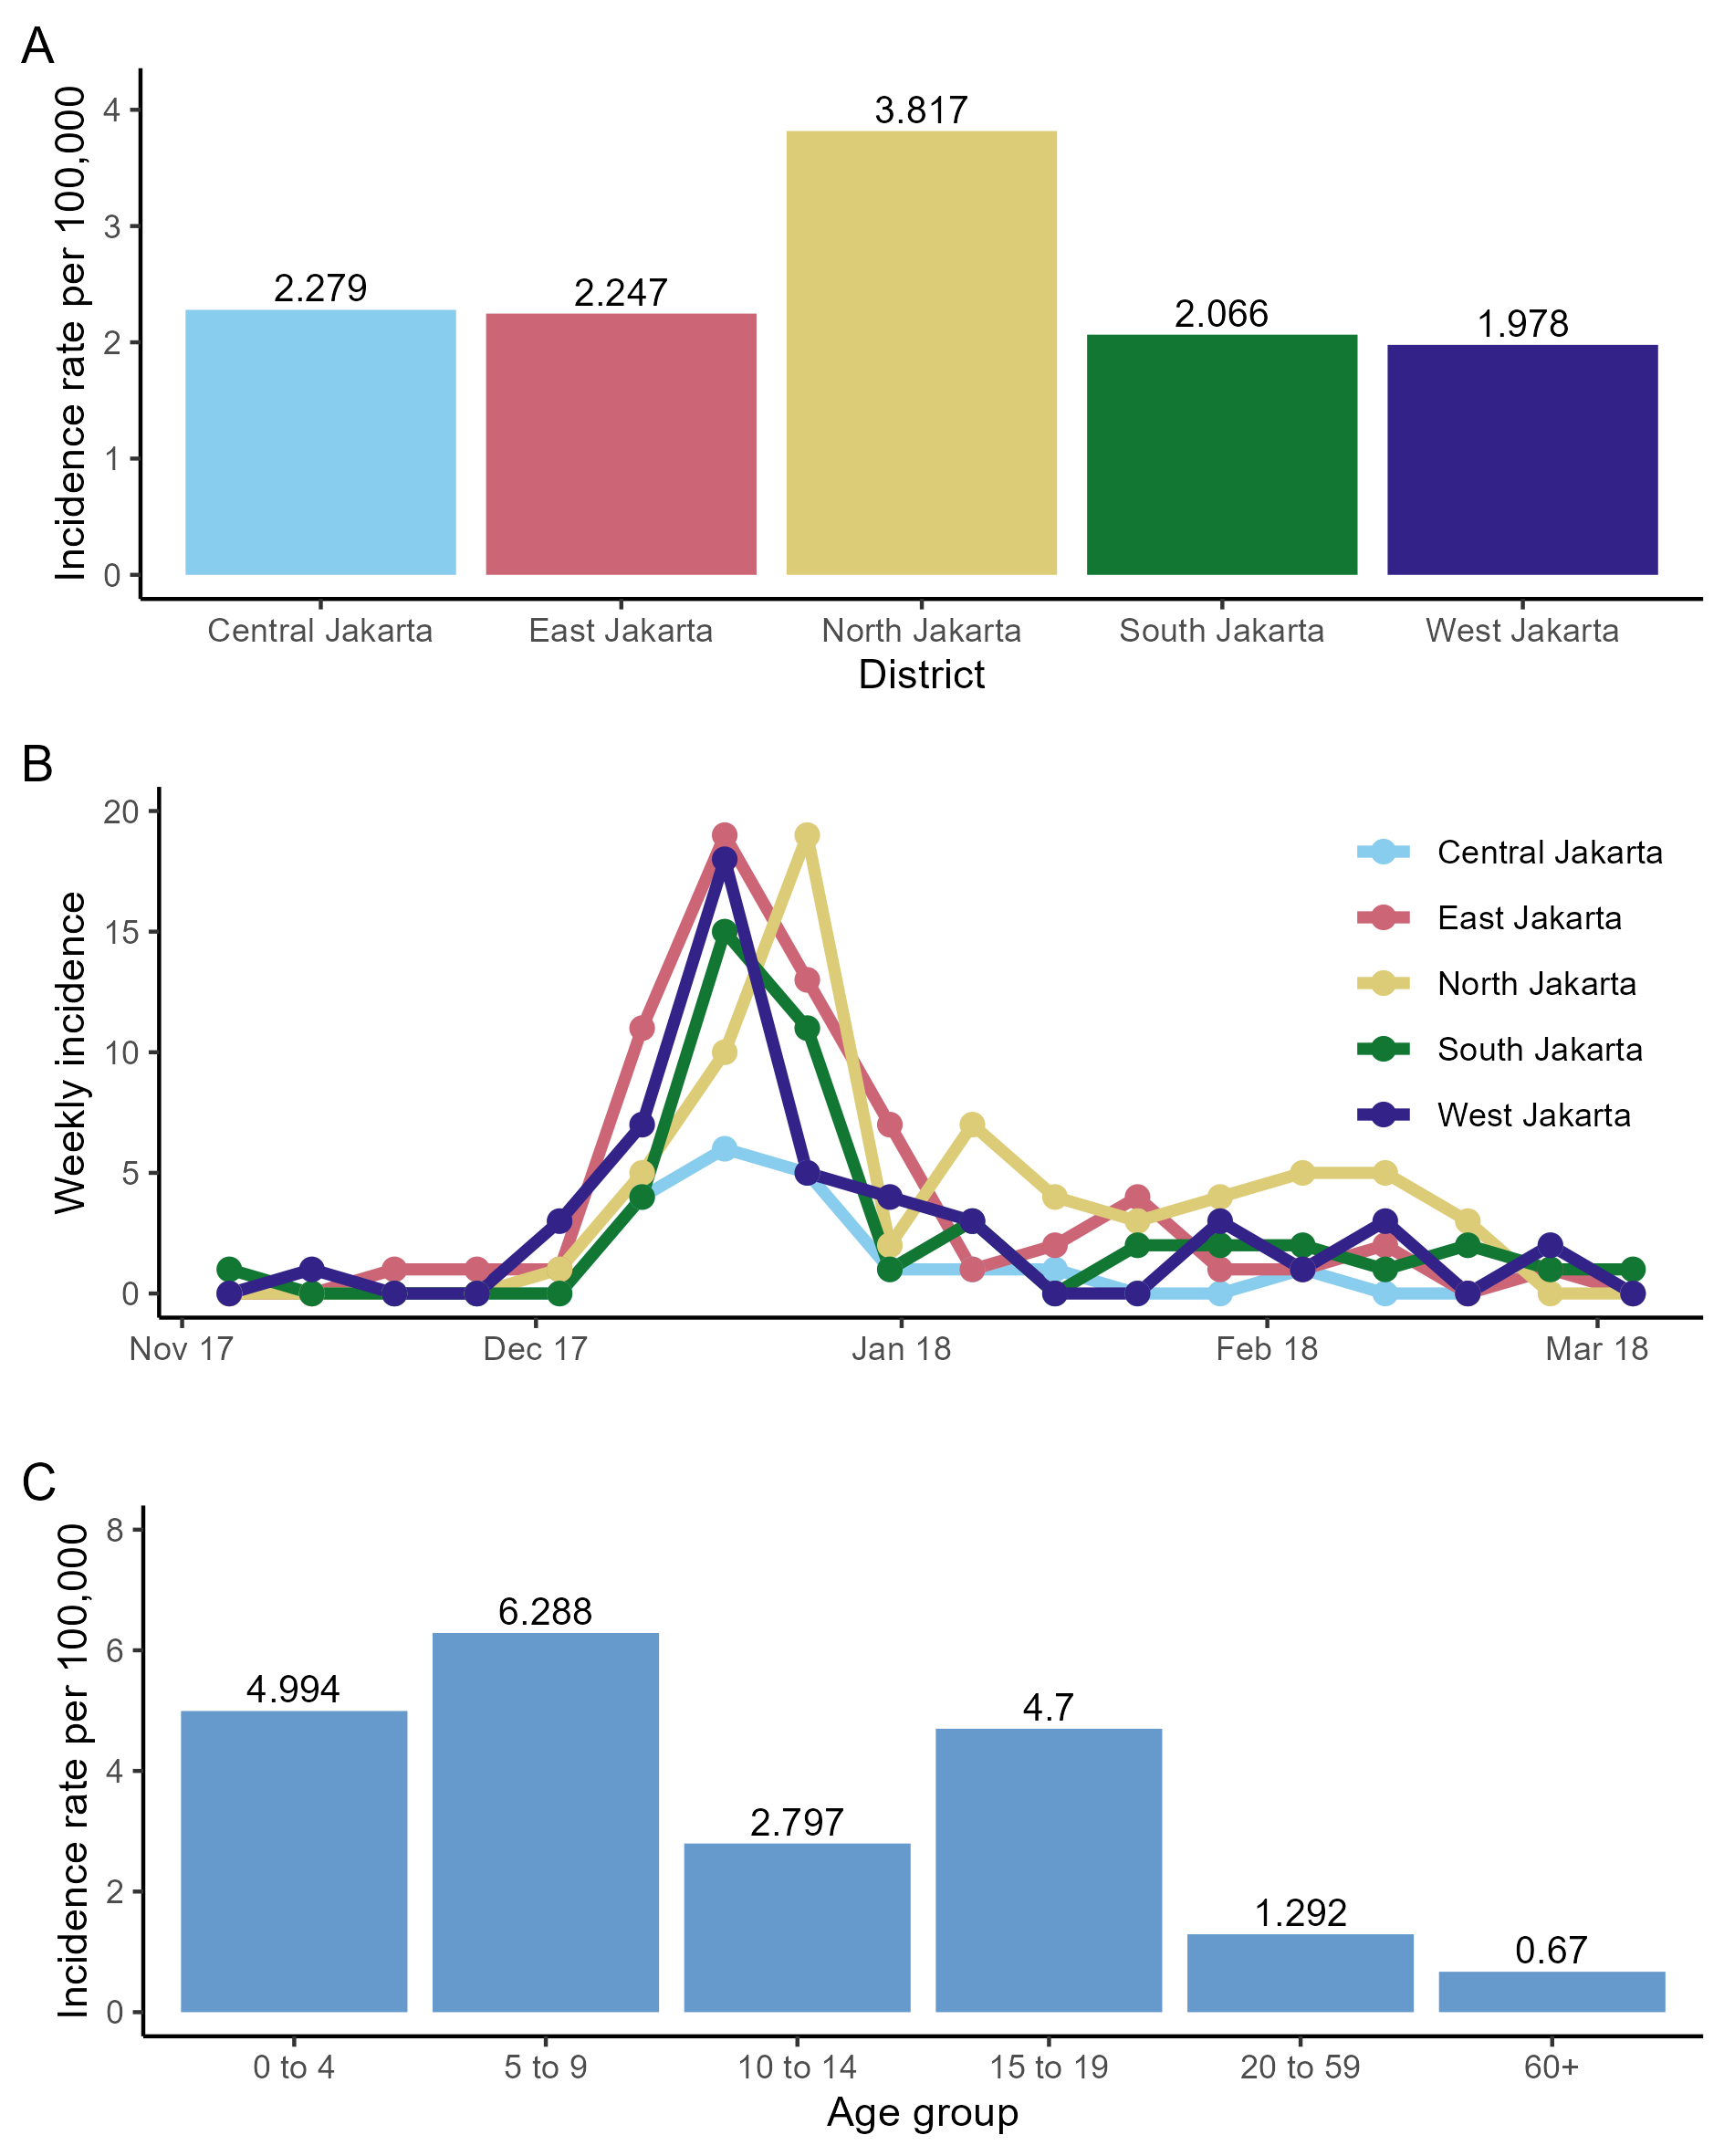 A
Incidence rate per 100,000
4
3
2
1
0
2.279
2.247
3.817
2.066
1.978
Central Jakarta
East Jakarta
North Jakarta
South Jakarta
West Jakarta
District
B
Weekly incidence
20
15
10
5
0
Central Jakarta
East Jakarta
North Jakarta
South Jakarta
West Jakarta
Nov 17
Dec 17
Jan 18
Feb 18
Mar 18
C
Incidence rate per 100,000
8
6
4
2
0
4.994
6.288
2.797
4.7
1.292
0.67
0 to 4
5 to 9
10 to 14
15 to 19
20 to 59
60+
Age group